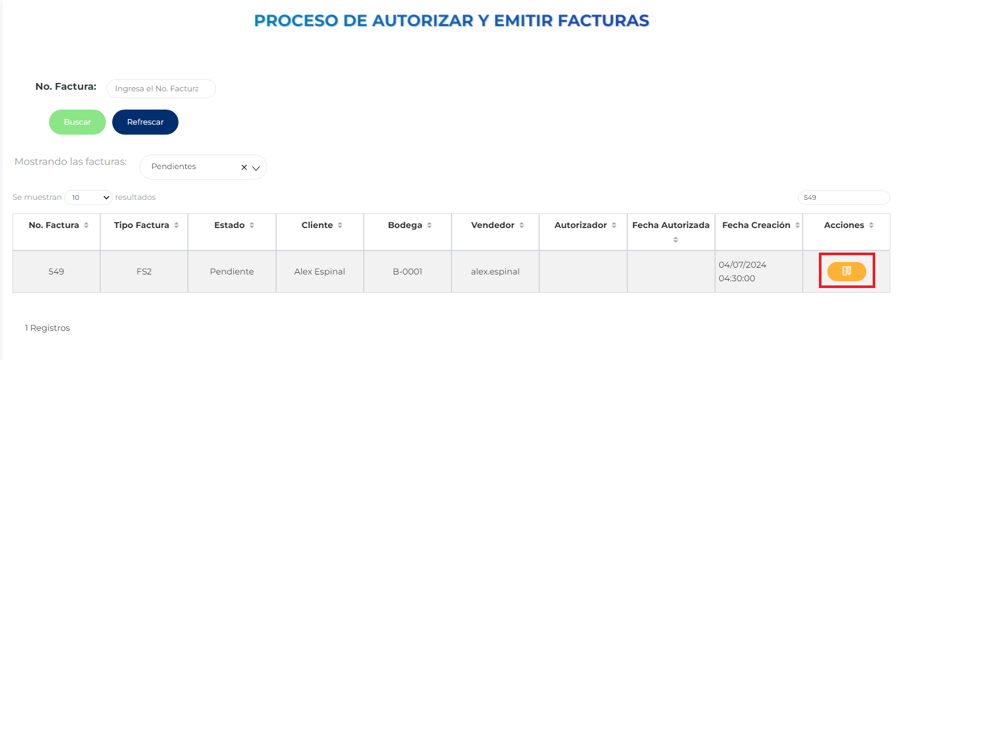 PROCESO DE AUTORIZAR Y EMITIR FACTURAS
No. Factura: Ingresa el No. Factura
Buscar Refrescar
Mostrando las facturas: Pendientes
Se muestran 10 resultados 549
No. Factura Tipo Factura Estado Cliente Bodega Vendedor Autorizador Fecha Autorizada Fecha Creación Acciones
549 FS2 Pendiente Alex Espinal B-0001 alex.espinal 04/07/2024
04:30:00
1 Registros